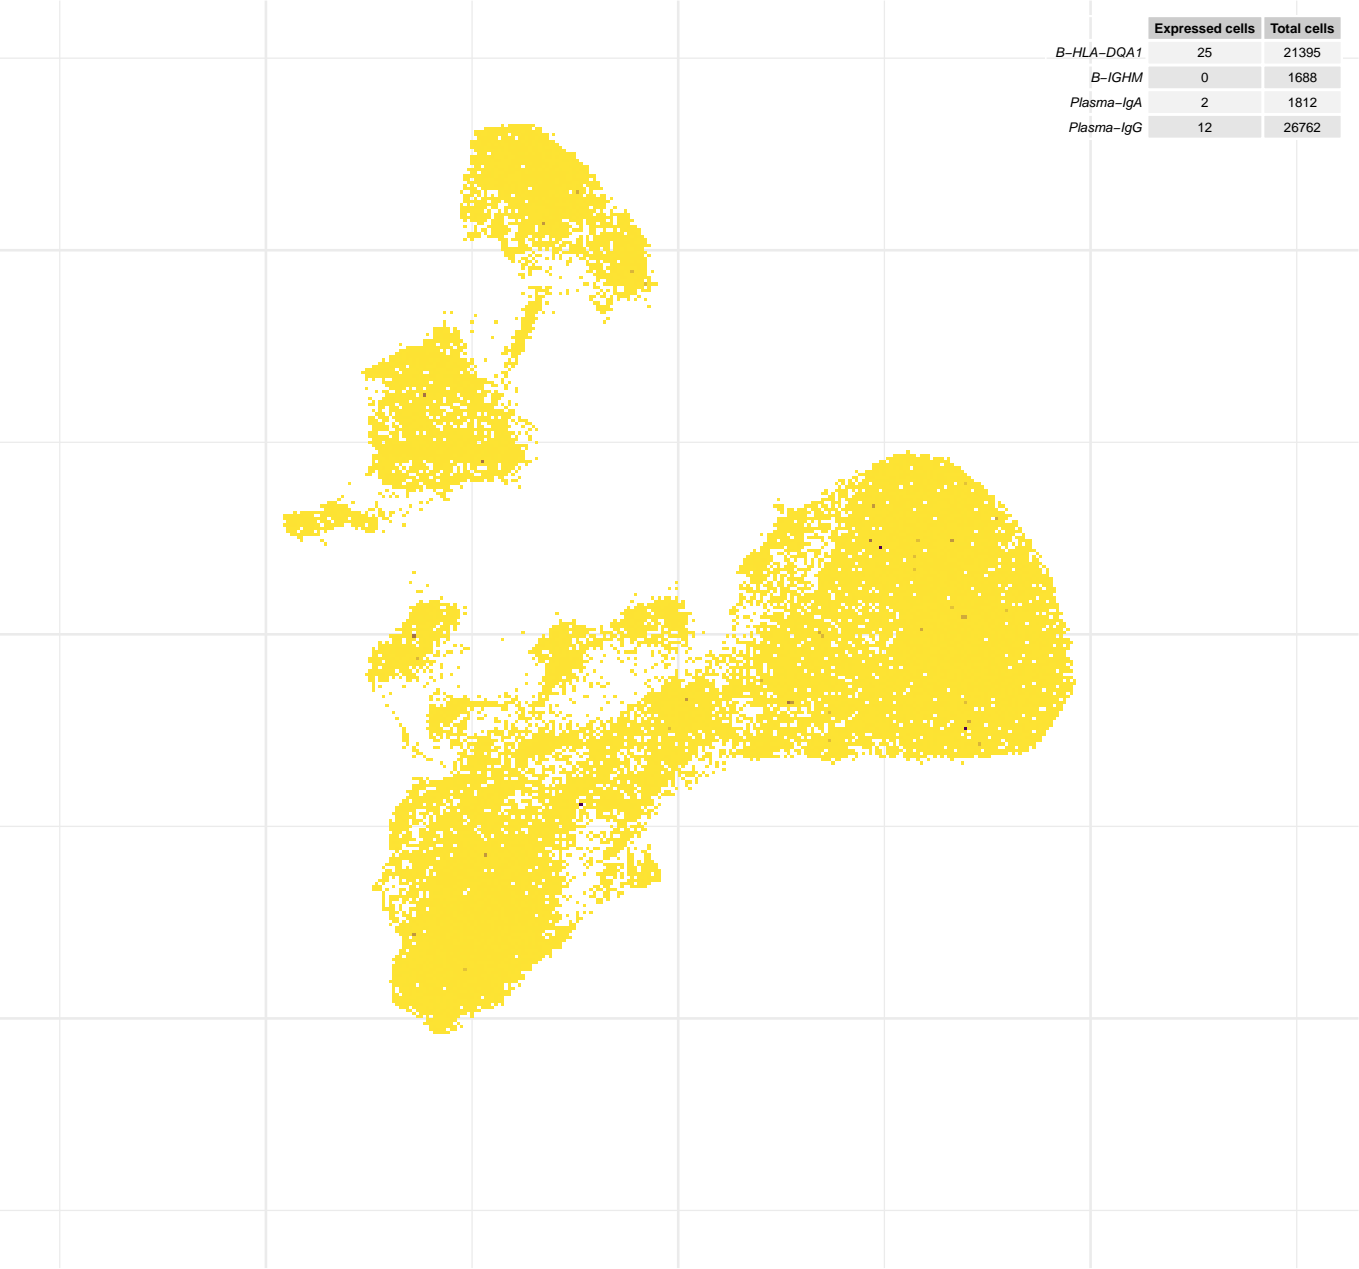 Expressed cells Total cells
B−HLA−DQA1 25 21395
B−IGHM 0 1688
Plasma−IgA 2 1812
Plasma−IgG 12 26762